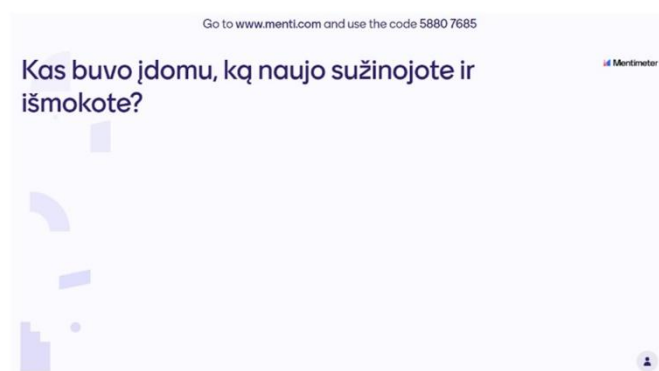 Go to www.menti.com and use the code 5880 7685
Kas buvo įdomu, ką naujo sužinojote ir
išmokote?
Mentimeter